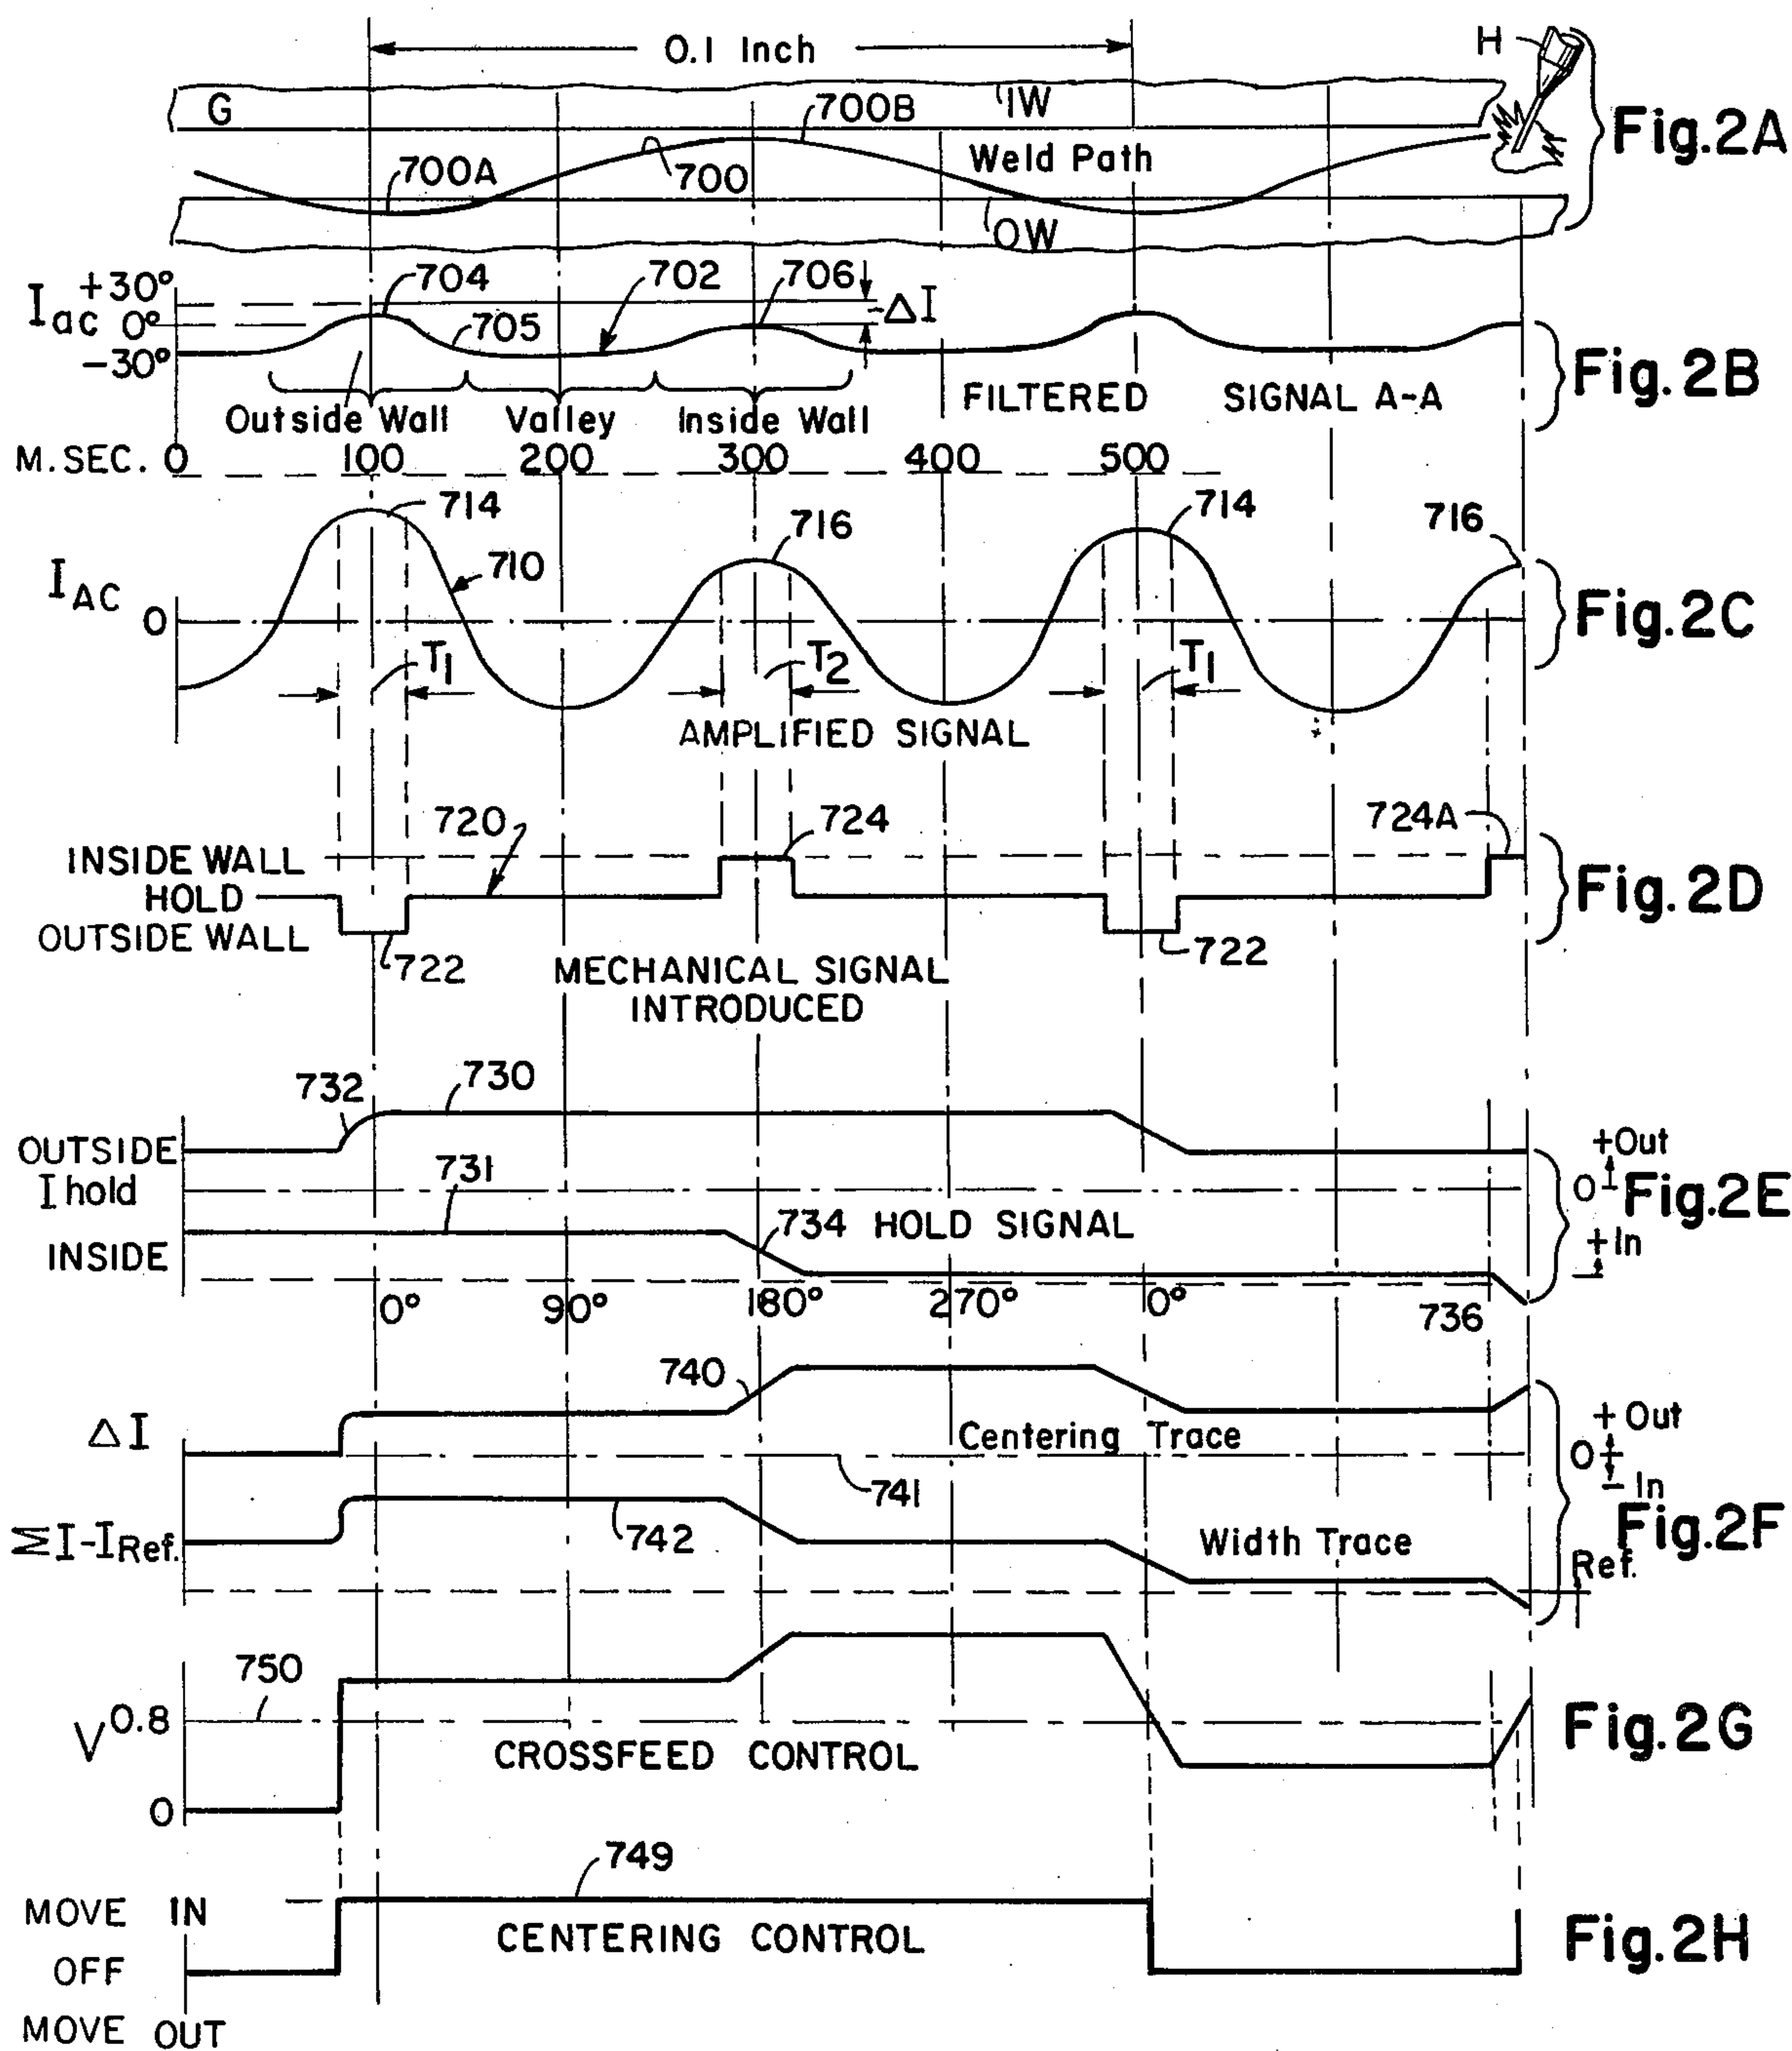 0.1 Inch
H
G
IW
700B
Fig.2A
700A
700
Weld Path
OW
Iac
+30°
0°
-30°
704
702
706
ΔI
705
Fig.2B
Outside Wall
Valley
Inside Wall
FILTERED SIGNAL A-A
M.SEC. 0 100 200 300 400 500
714
716
714
716
710
IAC
0
Fig.2C
T1
T2
T1
AMPLIFIED SIGNAL
720
724
724A
INSIDE WALL
HOLD
OUTSIDE WALL
Fig.2D
722
722
MECHANICAL SIGNAL
INTRODUCED
732
730
OUTSIDE
I hold
731
+Out
0
Fig.2E
734 HOLD SIGNAL
INSIDE
+In
0° 90° 180° 270° 0°
736
740
ΔI
Centering Trace
+Out
0
- In
741
ΣI-IRef.
742
Width Trace
Fig.2F
Ref.
750
V
0.8
CROSSFEED CONTROL
Fig.2G
0
749
MOVE IN
OFF
MOVE OUT
CENTERING CONTROL
Fig.2H